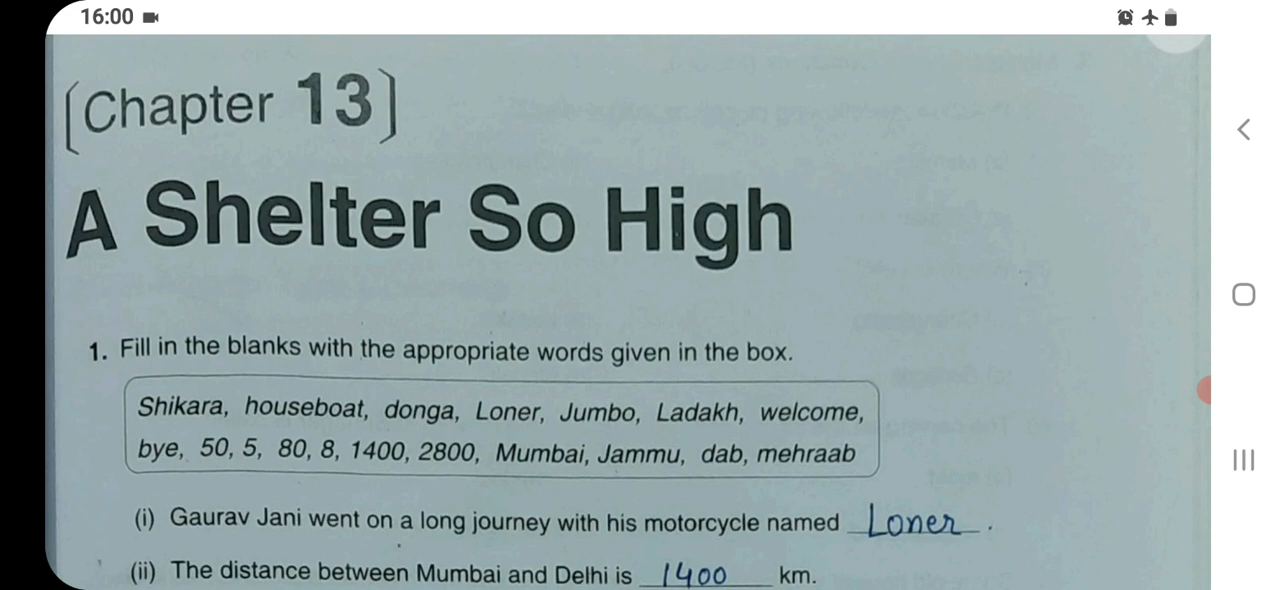 16:00
[Chapter 13]
A Shelter So High
1. Fill in the blanks with the appropriate words given in the box.
Shikara, houseboat, donga, Loner, Jumbo, Ladakh, welcome,
bye, 50, 5, 80, 8, 1400, 2800, Mumbai, Jammu, dab, mehraab
(i) Gaurav Jani went on a long journey with his motorcycle named Loner.
(ii) The distance between Mumbai and Delhi is 1400 km.